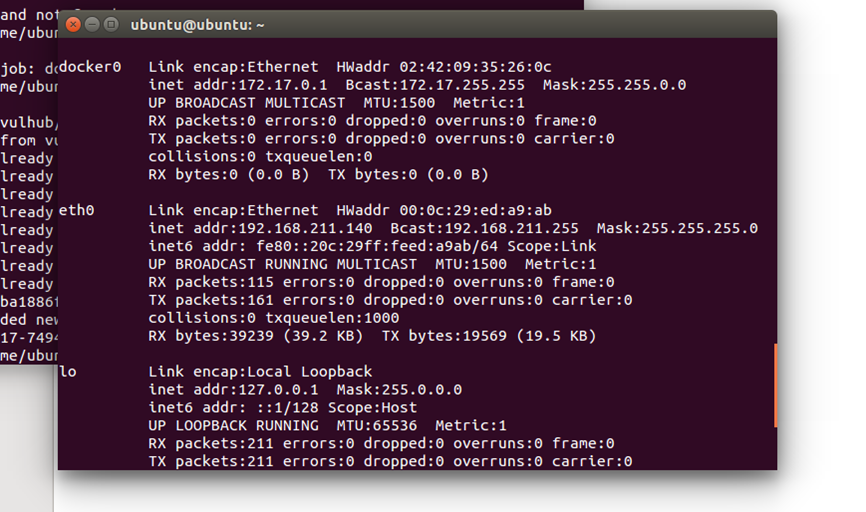 and not
me/ubun
job: do
me/ubun
vulhub/
from vu
lready
lready
lready
lready
lready
lready
lready
lready
ba1886f
ded new
17-7494
me/ubun
ubuntu@ubuntu: ~
docker0 Link encap:Ethernet HWaddr 02:42:09:35:26:0c
inet addr:172.17.0.1 Bcast:172.17.255.255 Mask:255.255.0.0
UP BROADCAST MULTICAST MTU:1500 Metric:1
RX packets:0 errors:0 dropped:0 overruns:0 frame:0
TX packets:0 errors:0 dropped:0 overruns:0 carrier:0
collisions:0 txqueuelen:0
RX bytes:0 (0.0 B) TX bytes:0 (0.0 B)
eth0 Link encap:Ethernet HWaddr 00:0c:29:ed:a9:ab
inet addr:192.168.211.140 Bcast:192.168.211.255 Mask:255.255.255.0
inet6 addr: fe80::20c:29ff:feed:a9ab/64 Scope:Link
UP BROADCAST RUNNING MULTICAST MTU:1500 Metric:1
RX packets:115 errors:0 dropped:0 overruns:0 frame:0
TX packets:161 errors:0 dropped:0 overruns:0 carrier:0
collisions:0 txqueuelen:1000
RX bytes:39239 (39.2 KB) TX bytes:19569 (19.5 KB)
lo Link encap:Local Loopback
inet addr:127.0.0.1 Mask:255.0.0.0
inet6 addr: ::1/128 Scope:Host
UP LOOPBACK RUNNING MTU:65536 Metric:1
RX packets:211 errors:0 dropped:0 overruns:0 frame:0
TX packets:211 errors:0 dropped:0 overruns:0 carrier:0